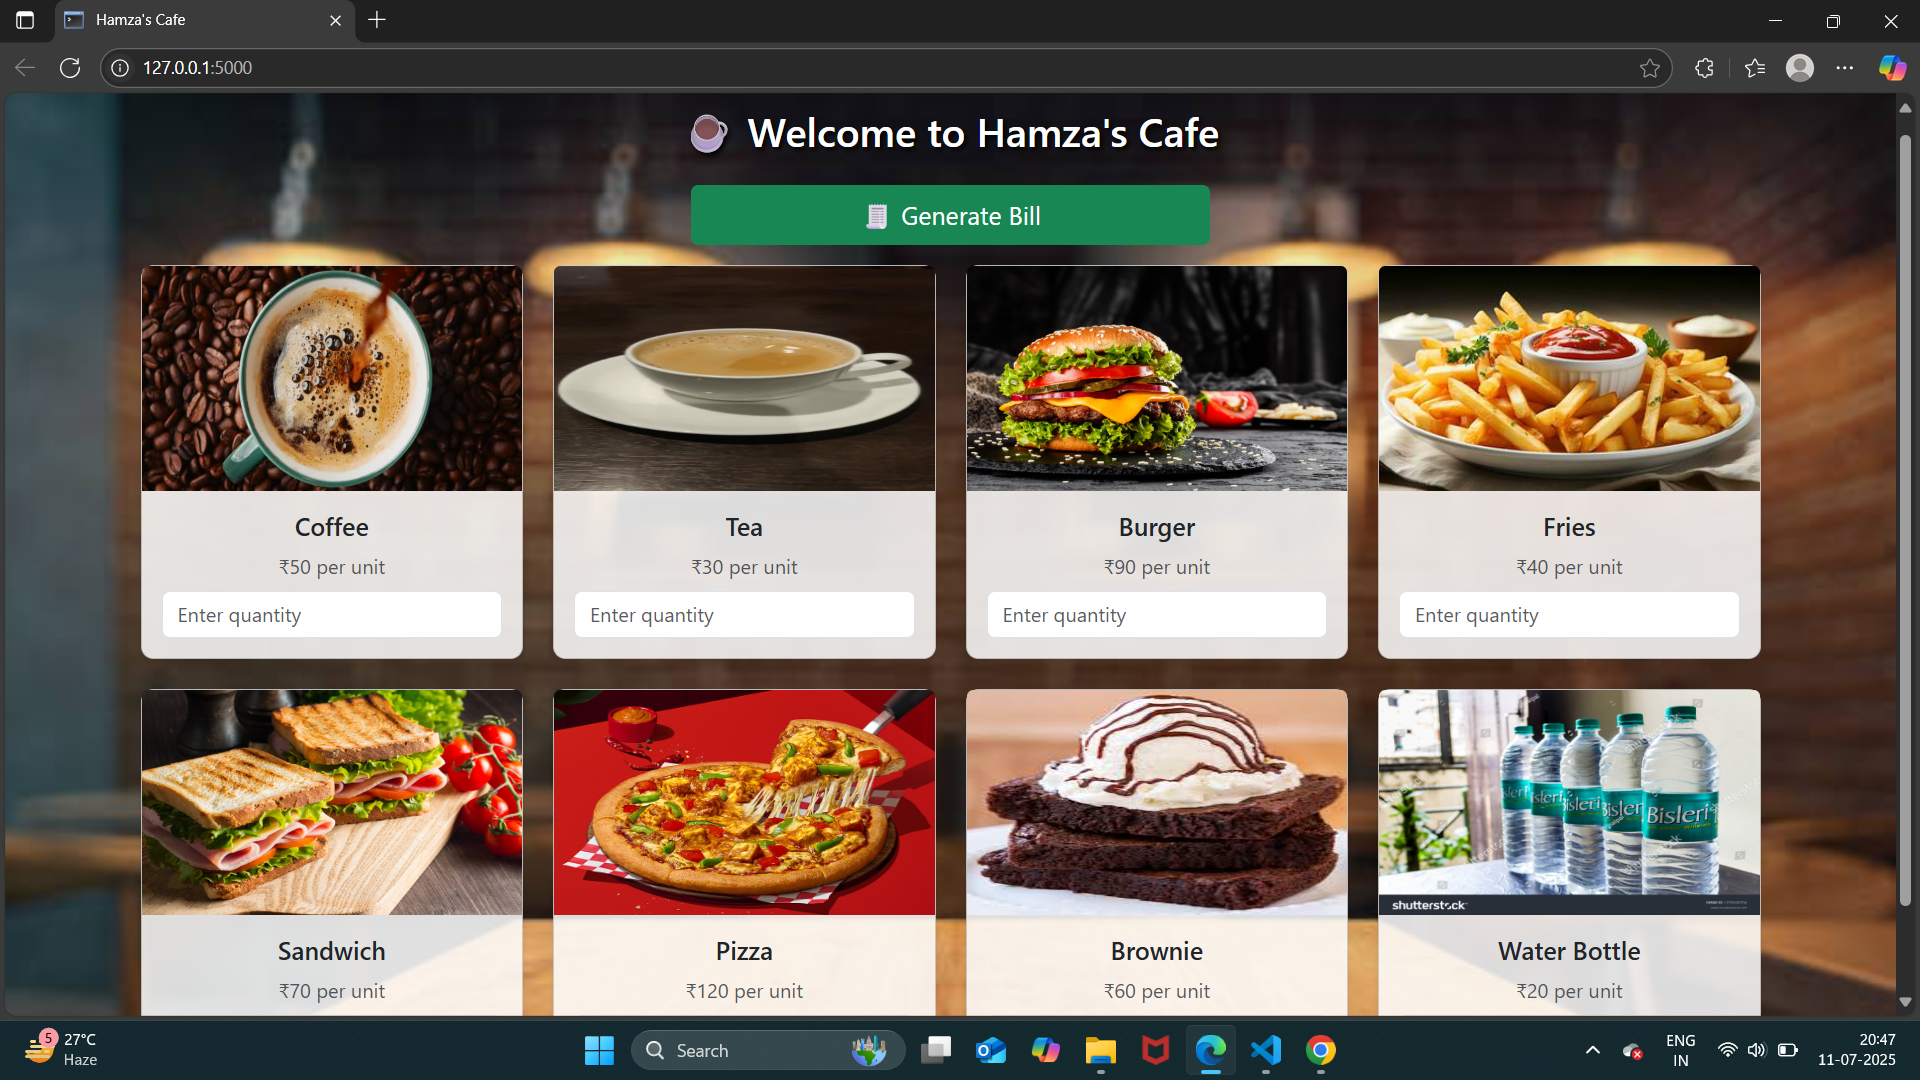 Hamza's Cafe
127.0.0.1:5000
Welcome to Hamza's Cafe
Generate Bill
Coffee
₹50 per unit
Enter quantity
Tea
₹30 per unit
Enter quantity
Burger
₹90 per unit
Enter quantity
Fries
₹40 per unit
Enter quantity
Bisleri
shutterstock
Sandwich
₹70 per unit
Pizza
₹120 per unit
Brownie
₹60 per unit
Water Bottle
₹20 per unit
5
27°C
Haze
Search
ENG
IN
20:47
11-07-2025